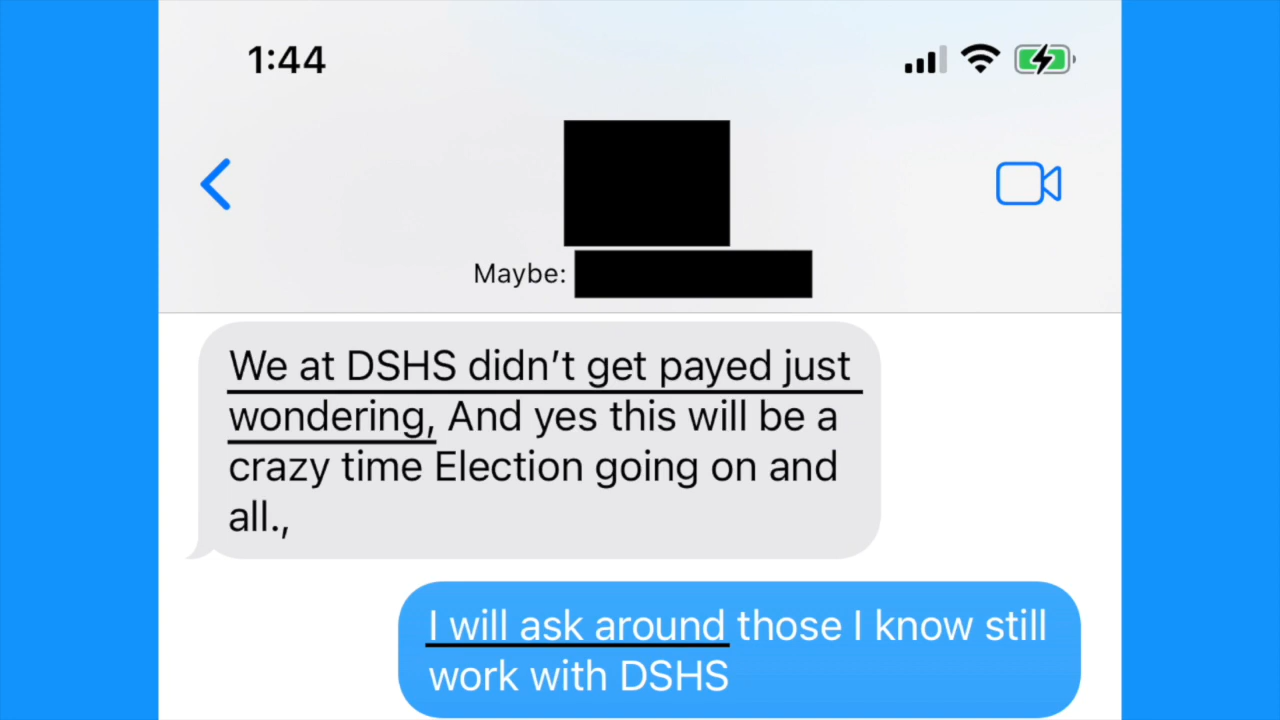 1:44
Maybe:
We at DSHS didn’t get payed just
wondering, And yes this will be a
crazy time Election going on and
all.,
I will ask around those I know still
work with DSHS